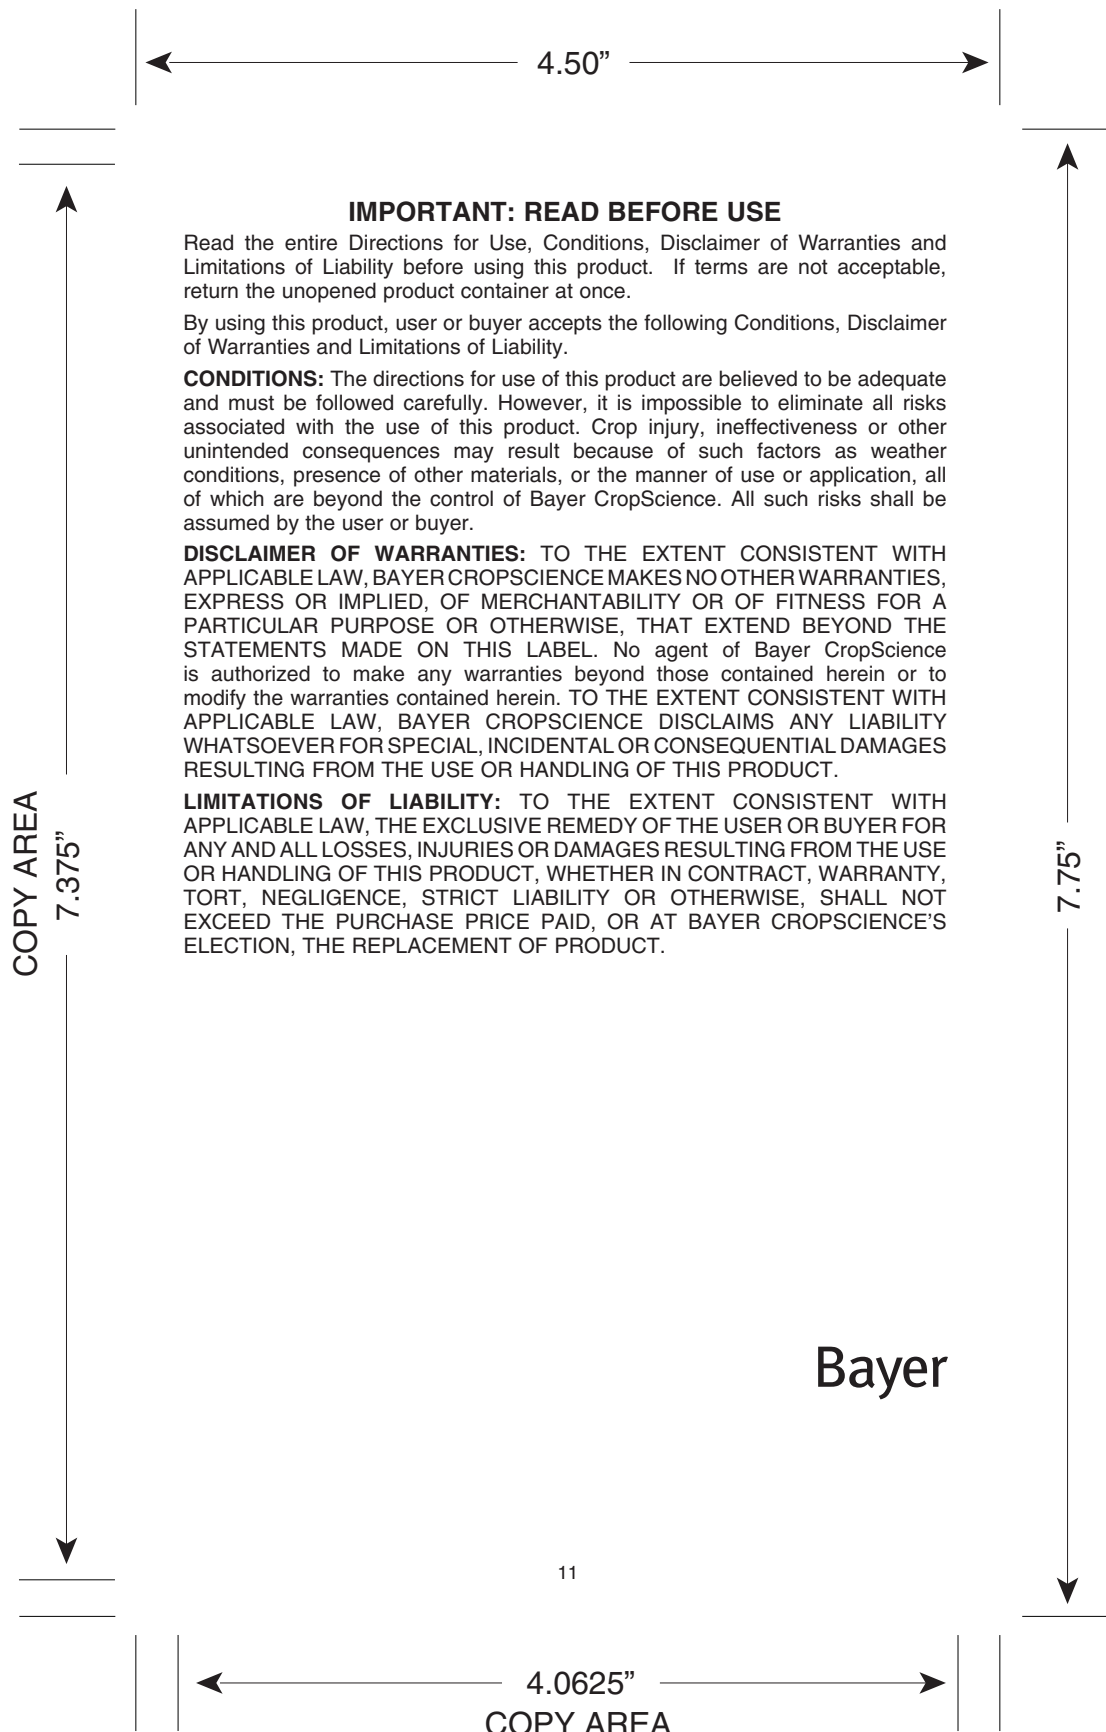 4.50”
IMPORTANT: READ BEFORE USE
Read the entire Directions for Use, Conditions, Disclaimer of Warranties and
Limitations of Liability before using this product.  If terms are not acceptable,
return the unopened product container at once.
By using this product, user or buyer accepts the following Conditions, Disclaimer
of Warranties and Limitations of Liability.
CONDITIONS: The directions for use of this product are believed to be adequate
and must be followed carefully. However, it is impossible to eliminate all risks
associated with the use of this product. Crop injury, ineffectiveness or other
unintended consequences may result because of such factors as weather
conditions, presence of other materials, or the manner of use or application, all
of which are beyond the control of Bayer CropScience. All such risks shall be
assumed by the user or buyer.
DISCLAIMER OF WARRANTIES: TO THE EXTENT CONSISTENT WITH
APPLICABLE LAW, BAYER CROPSCIENCE MAKES NO OTHER WARRANTIES,
EXPRESS OR IMPLIED, OF MERCHANTABILITY OR OF FITNESS FOR A
PARTICULAR PURPOSE OR OTHERWISE, THAT EXTEND BEYOND THE
STATEMENTS MADE ON THIS LABEL. No agent of Bayer CropScience
is authorized to make any warranties beyond those contained herein or to
modify the warranties contained herein. TO THE EXTENT CONSISTENT WITH
APPLICABLE LAW, BAYER CROPSCIENCE DISCLAIMS ANY LIABILITY
WHATSOEVER FOR SPECIAL, INCIDENTAL OR CONSEQUENTIAL DAMAGES
RESULTING FROM THE USE OR HANDLING OF THIS PRODUCT.
LIMITATIONS OF LIABILITY: TO THE EXTENT CONSISTENT WITH
APPLICABLE LAW, THE EXCLUSIVE REMEDY OF THE USER OR BUYER FOR
ANY AND ALL LOSSES, INJURIES OR DAMAGES RESULTING FROM THE USE
OR HANDLING OF THIS PRODUCT, WHETHER IN CONTRACT, WARRANTY,
TORT, NEGLIGENCE, STRICT LIABILITY OR OTHERWISE, SHALL NOT
EXCEED THE PURCHASE PRICE PAID, OR AT BAYER CROPSCIENCE’S
ELECTION, THE REPLACEMENT OF PRODUCT.
COPY AREA
7.375”
7.75”
Bayer
11
4.0625”
COPY AREA